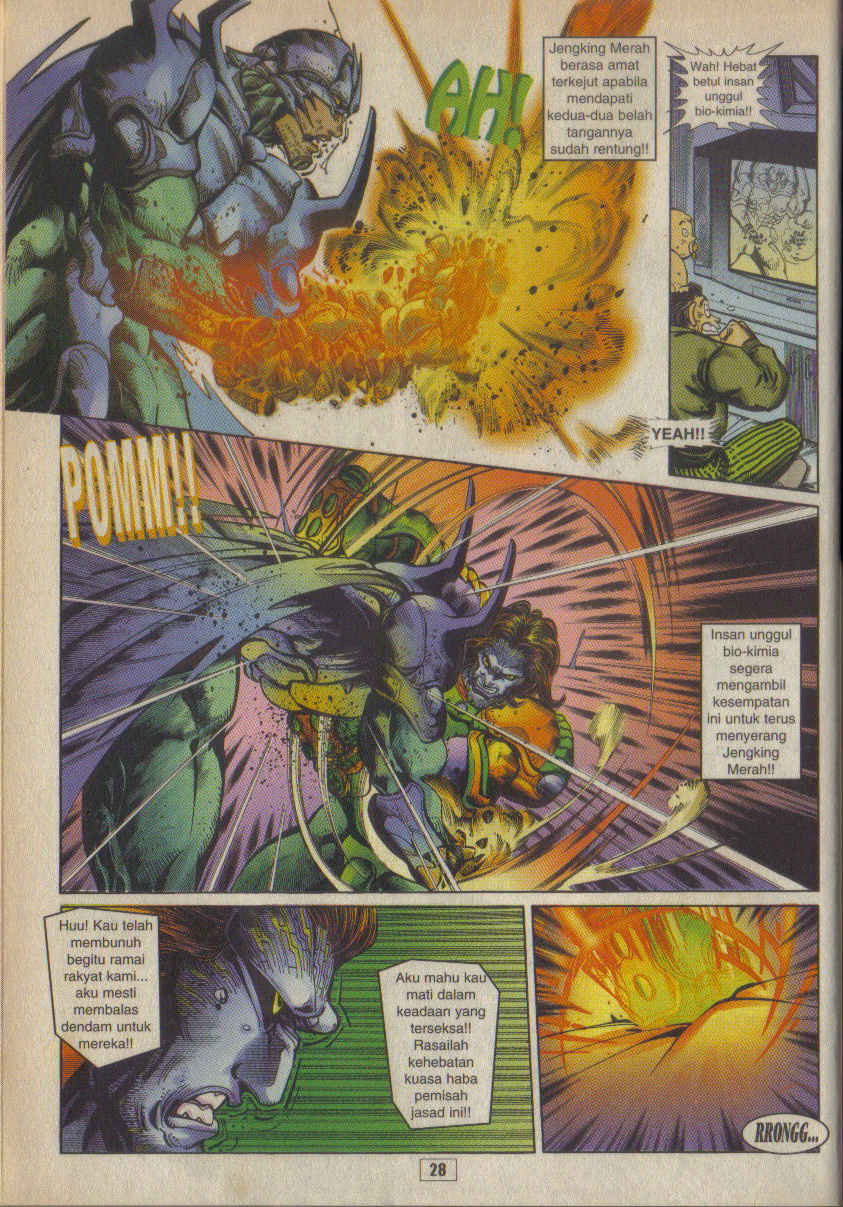 AH!
Jengking Merah
berasa amat
terkejut apabila
mendapati
kedua-dua belah
tangannya
sudah rentung!!
Wah! Hebat
betul insan
unggul
bio-kimia!!
YEAH!!
POMM!!
Insan unggul
bio-kimia
segera
mengambil
kesempatan
ini untuk terus
menyerang
Jengking
Merah!!
Huu! Kau telah
membunuh
begitu ramai
rakyat kami...
aku mesti
membalas
dendam untuk
mereka!!
Aku mahu kau
mati dalam
keadaan yang
terseksa!!
Rasailah
kehebatan
kuasa haba
pemisah
jasad ini!!
RRONGG...
28